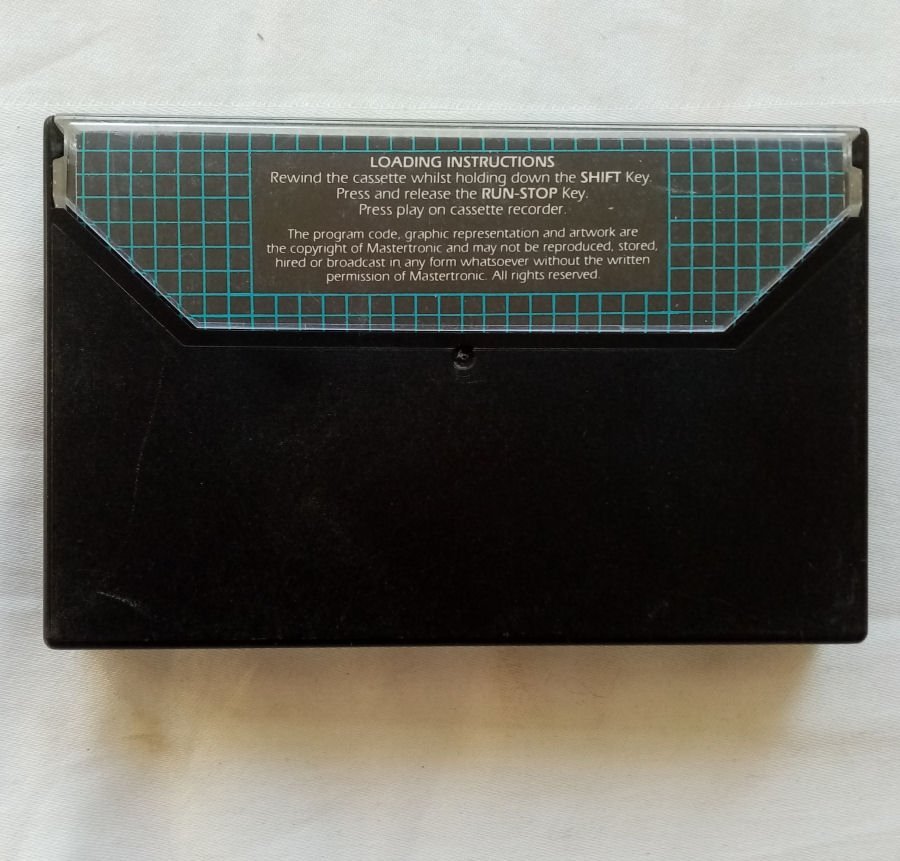 LOADING INSTRUCTIONS
Rewind the cassette whilst holding down the SHIFT Key.
Press and release the RUN-STOP Key.
Press play on cassette recorder.
The program code, graphic representation and artwork are
the copyright of Mastertronic and may not be reproduced, stored,
hired or broadcast in any form whatsoever without the written
permission of Mastertronic. All rights reserved.